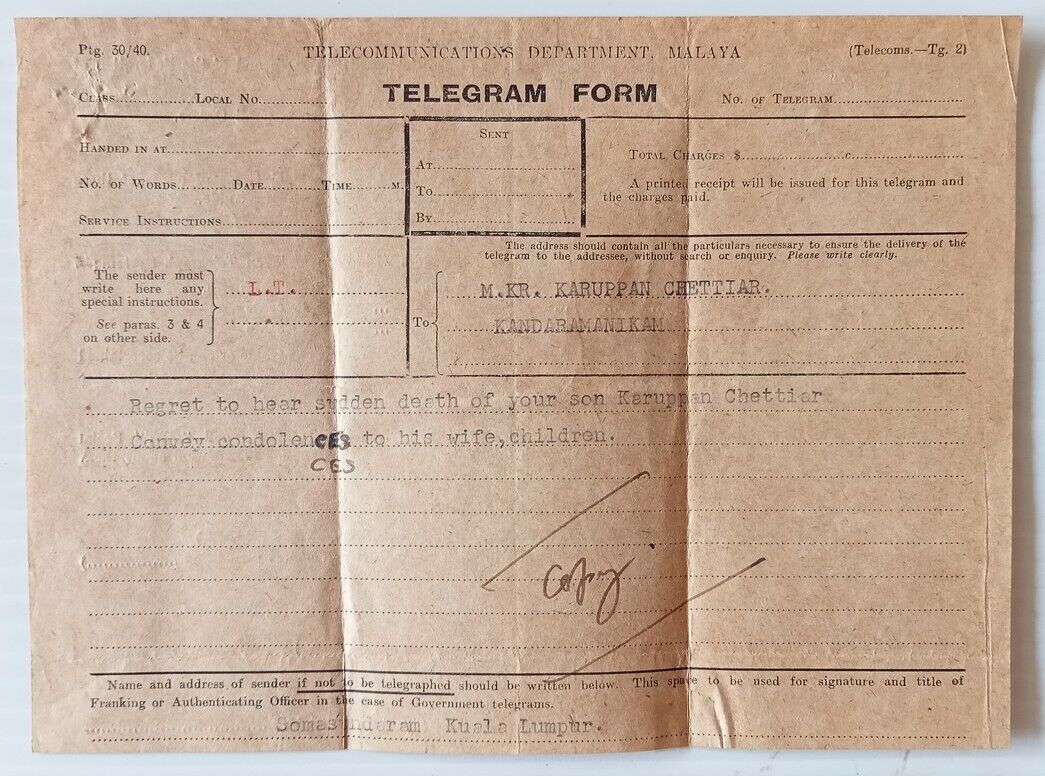 Ptg. 30/40.
TELECOMMUNICATIONS DEPARTMENT, MALAYA
(Telecoms.—Tg. 2)
CLASS.................LOCAL NO...............
TELEGRAM FORM
NO. OF TELEGRAM..............................
HANDED IN AT.............................
NO. OF WORDS............DATE............TIME.........M.
SERVICE INSTRUCTIONS.............................
SENT
AT.............................
TO.............................
BY.............................
TOTAL CHARGES $.....................c........................
A printed receipt will be issued for this telegram and
the charges paid.
The address should contain all the particulars necessary to ensure the delivery of the
telegram to the addressee, without search or enquiry. Please write clearly.
The sender must
write here any
special instructions.
See paras. 3 & 4
on other side.
L.T.
To
M.KR. KARUPPAN CHETTIAR.
KANDARAMANIKAM
Regret to hear sudden death of your son Karuppan Chettiar
Convey condolenCES to his wife,children.
CES
Copy
Name and address of sender if not to be telegraphed should be written below. This space to be used for signature and title of
Franking or Authenticating Officer in the case of Government telegrams.
Somasundaram Kuala Lumpur.